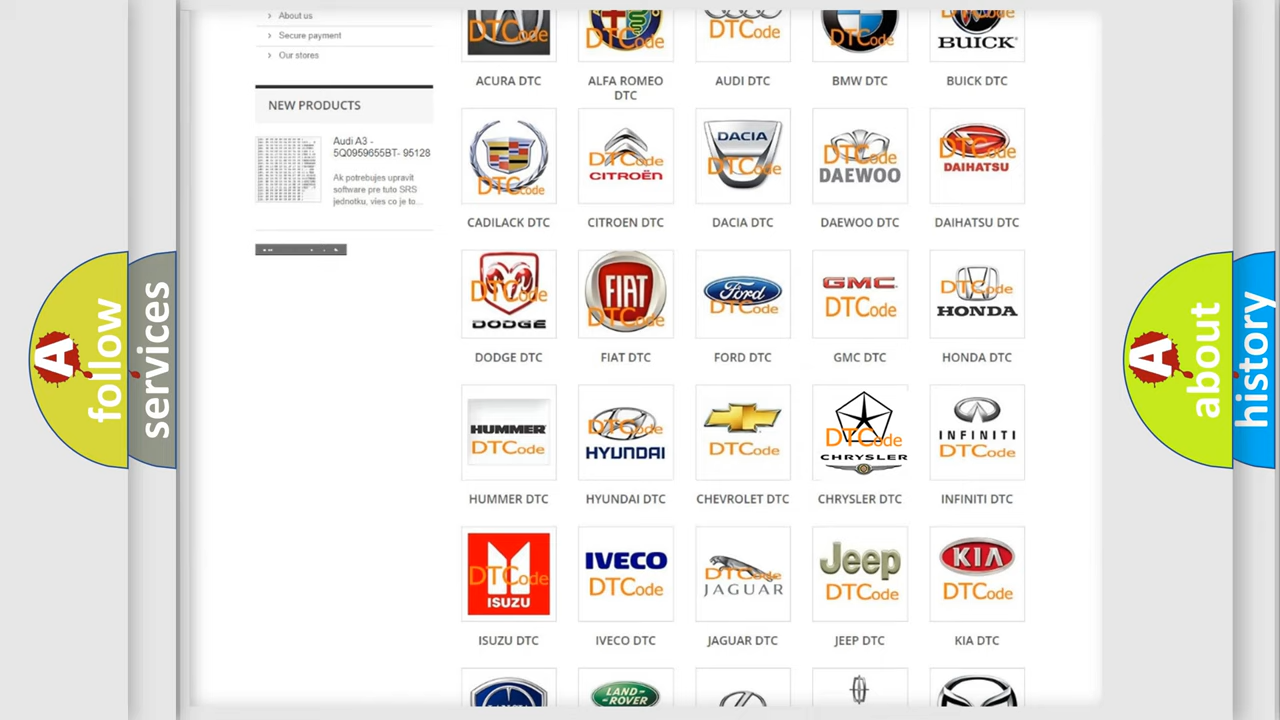 About us
Secure payment
Our stores
NEW PRODUCTS
Audi A3 -
5Q0959655BT- 95128
Ak potrebujes upravit
software pre tuto SRS
jednotku, vies co je to...
DTCode
DTCode
DTCode
DTCode
BUICK
ACURA DTC
ALFA ROMEO
DTC
AUDI DTC
BMW DTC
BUICK DTC
DTCode
DTCode
CITROËN
DACIA
DTCode
DTCode
DAEWOO
DTCode
DAIHATSU
CADILACK DTC
CITROEN DTC
DACIA DTC
DAEWOO DTC
DAIHATSU DTC
DTCode
DODGE
FIAT
DTCode
Ford
DTCode
GMC
DTCode
DTCode
HONDA
DODGE DTC
FIAT DTC
FORD DTC
GMC DTC
HONDA DTC
HUMMER
DTCode
DTCode
HYUNDAI
DTCode
DTCode
CHRYSLER
INFINITI
DTCode
HUMMER DTC
HYUNDAI DTC
CHEVROLET DTC
CHRYSLER DTC
INFINITI DTC
DTCode
ISUZU
IVECO
DTCode
DTCode
JAGUAR
Jeep
DTCode
KIA
DTCode
ISUZU DTC
IVECO DTC
JAGUAR DTC
JEEP DTC
KIA DTC
LAND-
ROVER
A
follow
services
A
about
history